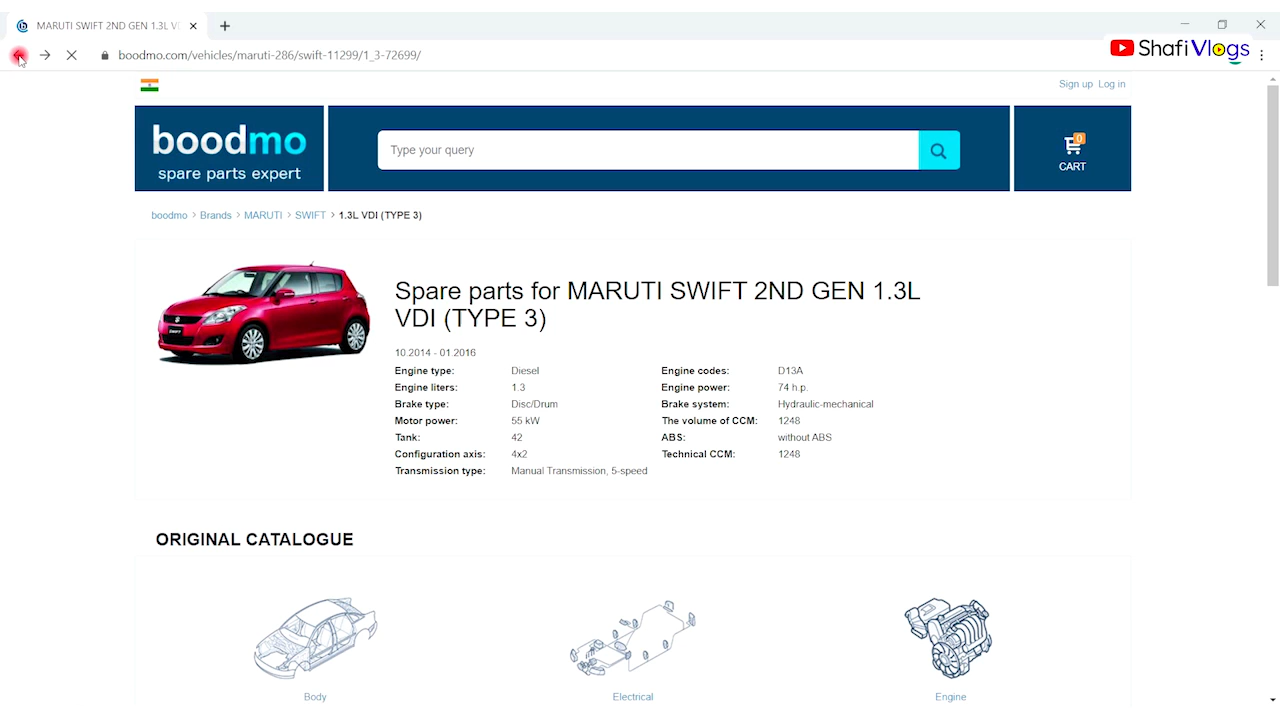 MARUTI SWIFT 2ND GEN 1.3L V
boodmo.com/vehicles/maruti-286/swift-11299/1_3-72699/
Shafi Vlogs
Sign up Log in
boodmo
spare parts expert
Type your query
0
CART
boodmo > Brands > MARUTI > SWIFT > 1.3L VDI (TYPE 3)
Spare parts for MARUTI SWIFT 2ND GEN 1.3L
VDI (TYPE 3)
10.2014 - 01.2016
Engine type: Diesel Engine codes: D13A
Engine liters: 1.3 Engine power: 74 h.p.
Brake type: Disc/Drum Brake system: Hydraulic-mechanical
Motor power: 55 kW The volume of CCM: 1248
Tank: 42 ABS: without ABS
Configuration axis: 4x2 Technical CCM: 1248
Transmission type: Manual Transmission, 5-speed
ORIGINAL CATALOGUE
Body Electrical Engine